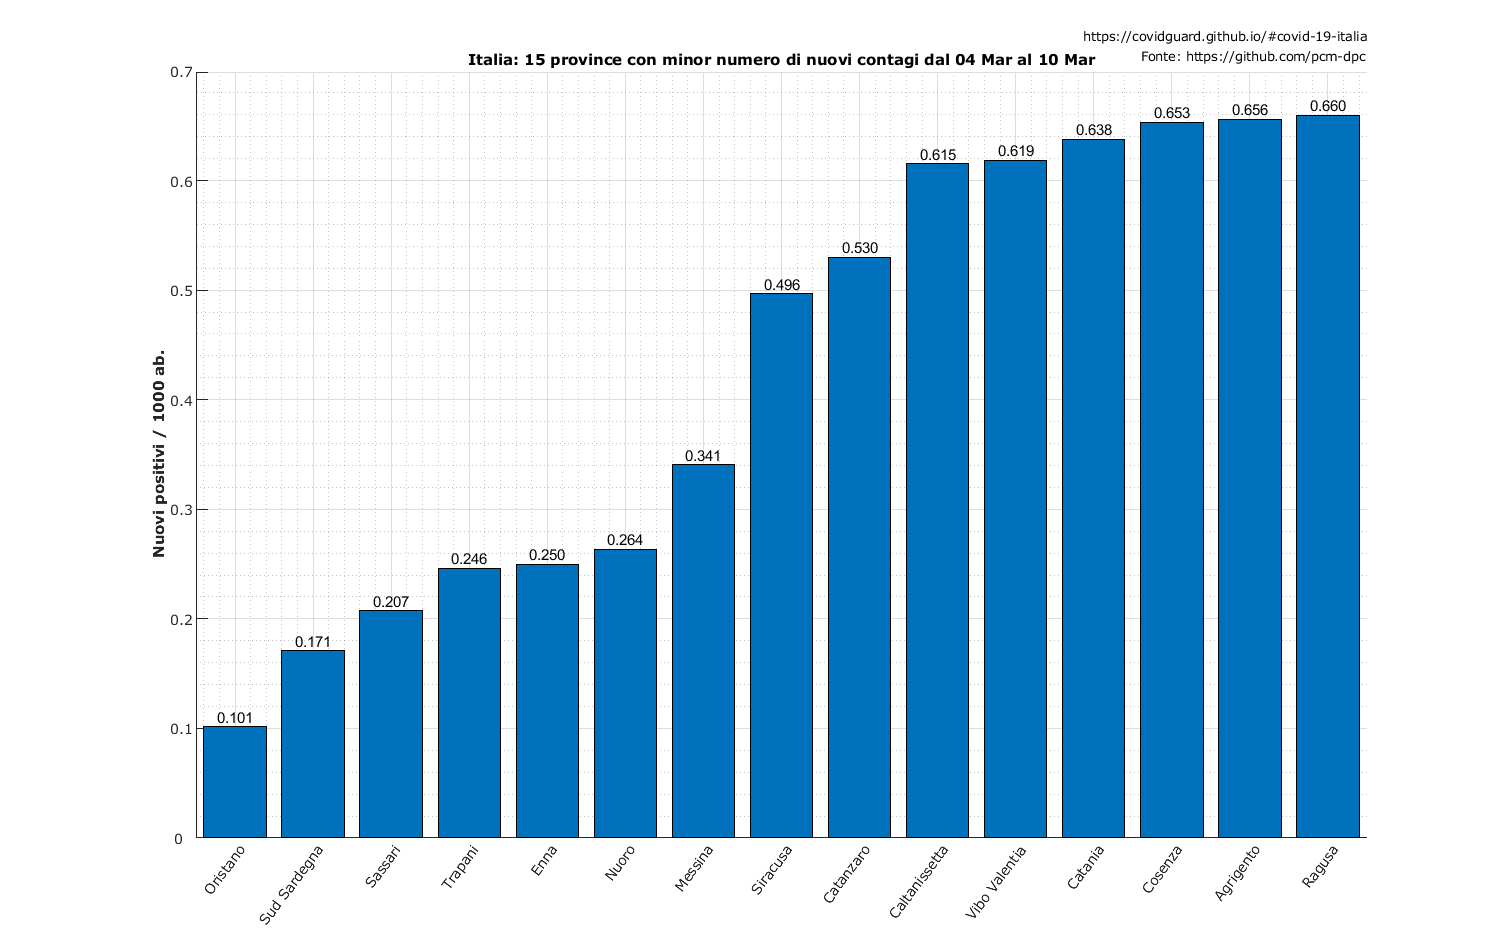 https://covidguard.github.io/#covid-19-italia
Italia: 15 province con minor numero di nuovi contagi dal 04 Mar al 10 Mar
Fonte: https://github.com/pcm-dpc
Nuovi positivi / 1000 ab.
0.7
0.6
0.5
0.4
0.3
0.2
0.1
0
0.101
0.171
0.207
0.246
0.250
0.264
0.341
0.496
0.530
0.615
0.619
0.638
0.653
0.656
0.660
Oristano
Sud Sardegna
Sassari
Trapani
Enna
Nuoro
Messina
Siracusa
Catanzaro
Caltanissetta
Vibo Valentia
Catania
Cosenza
Agrigento
Ragusa